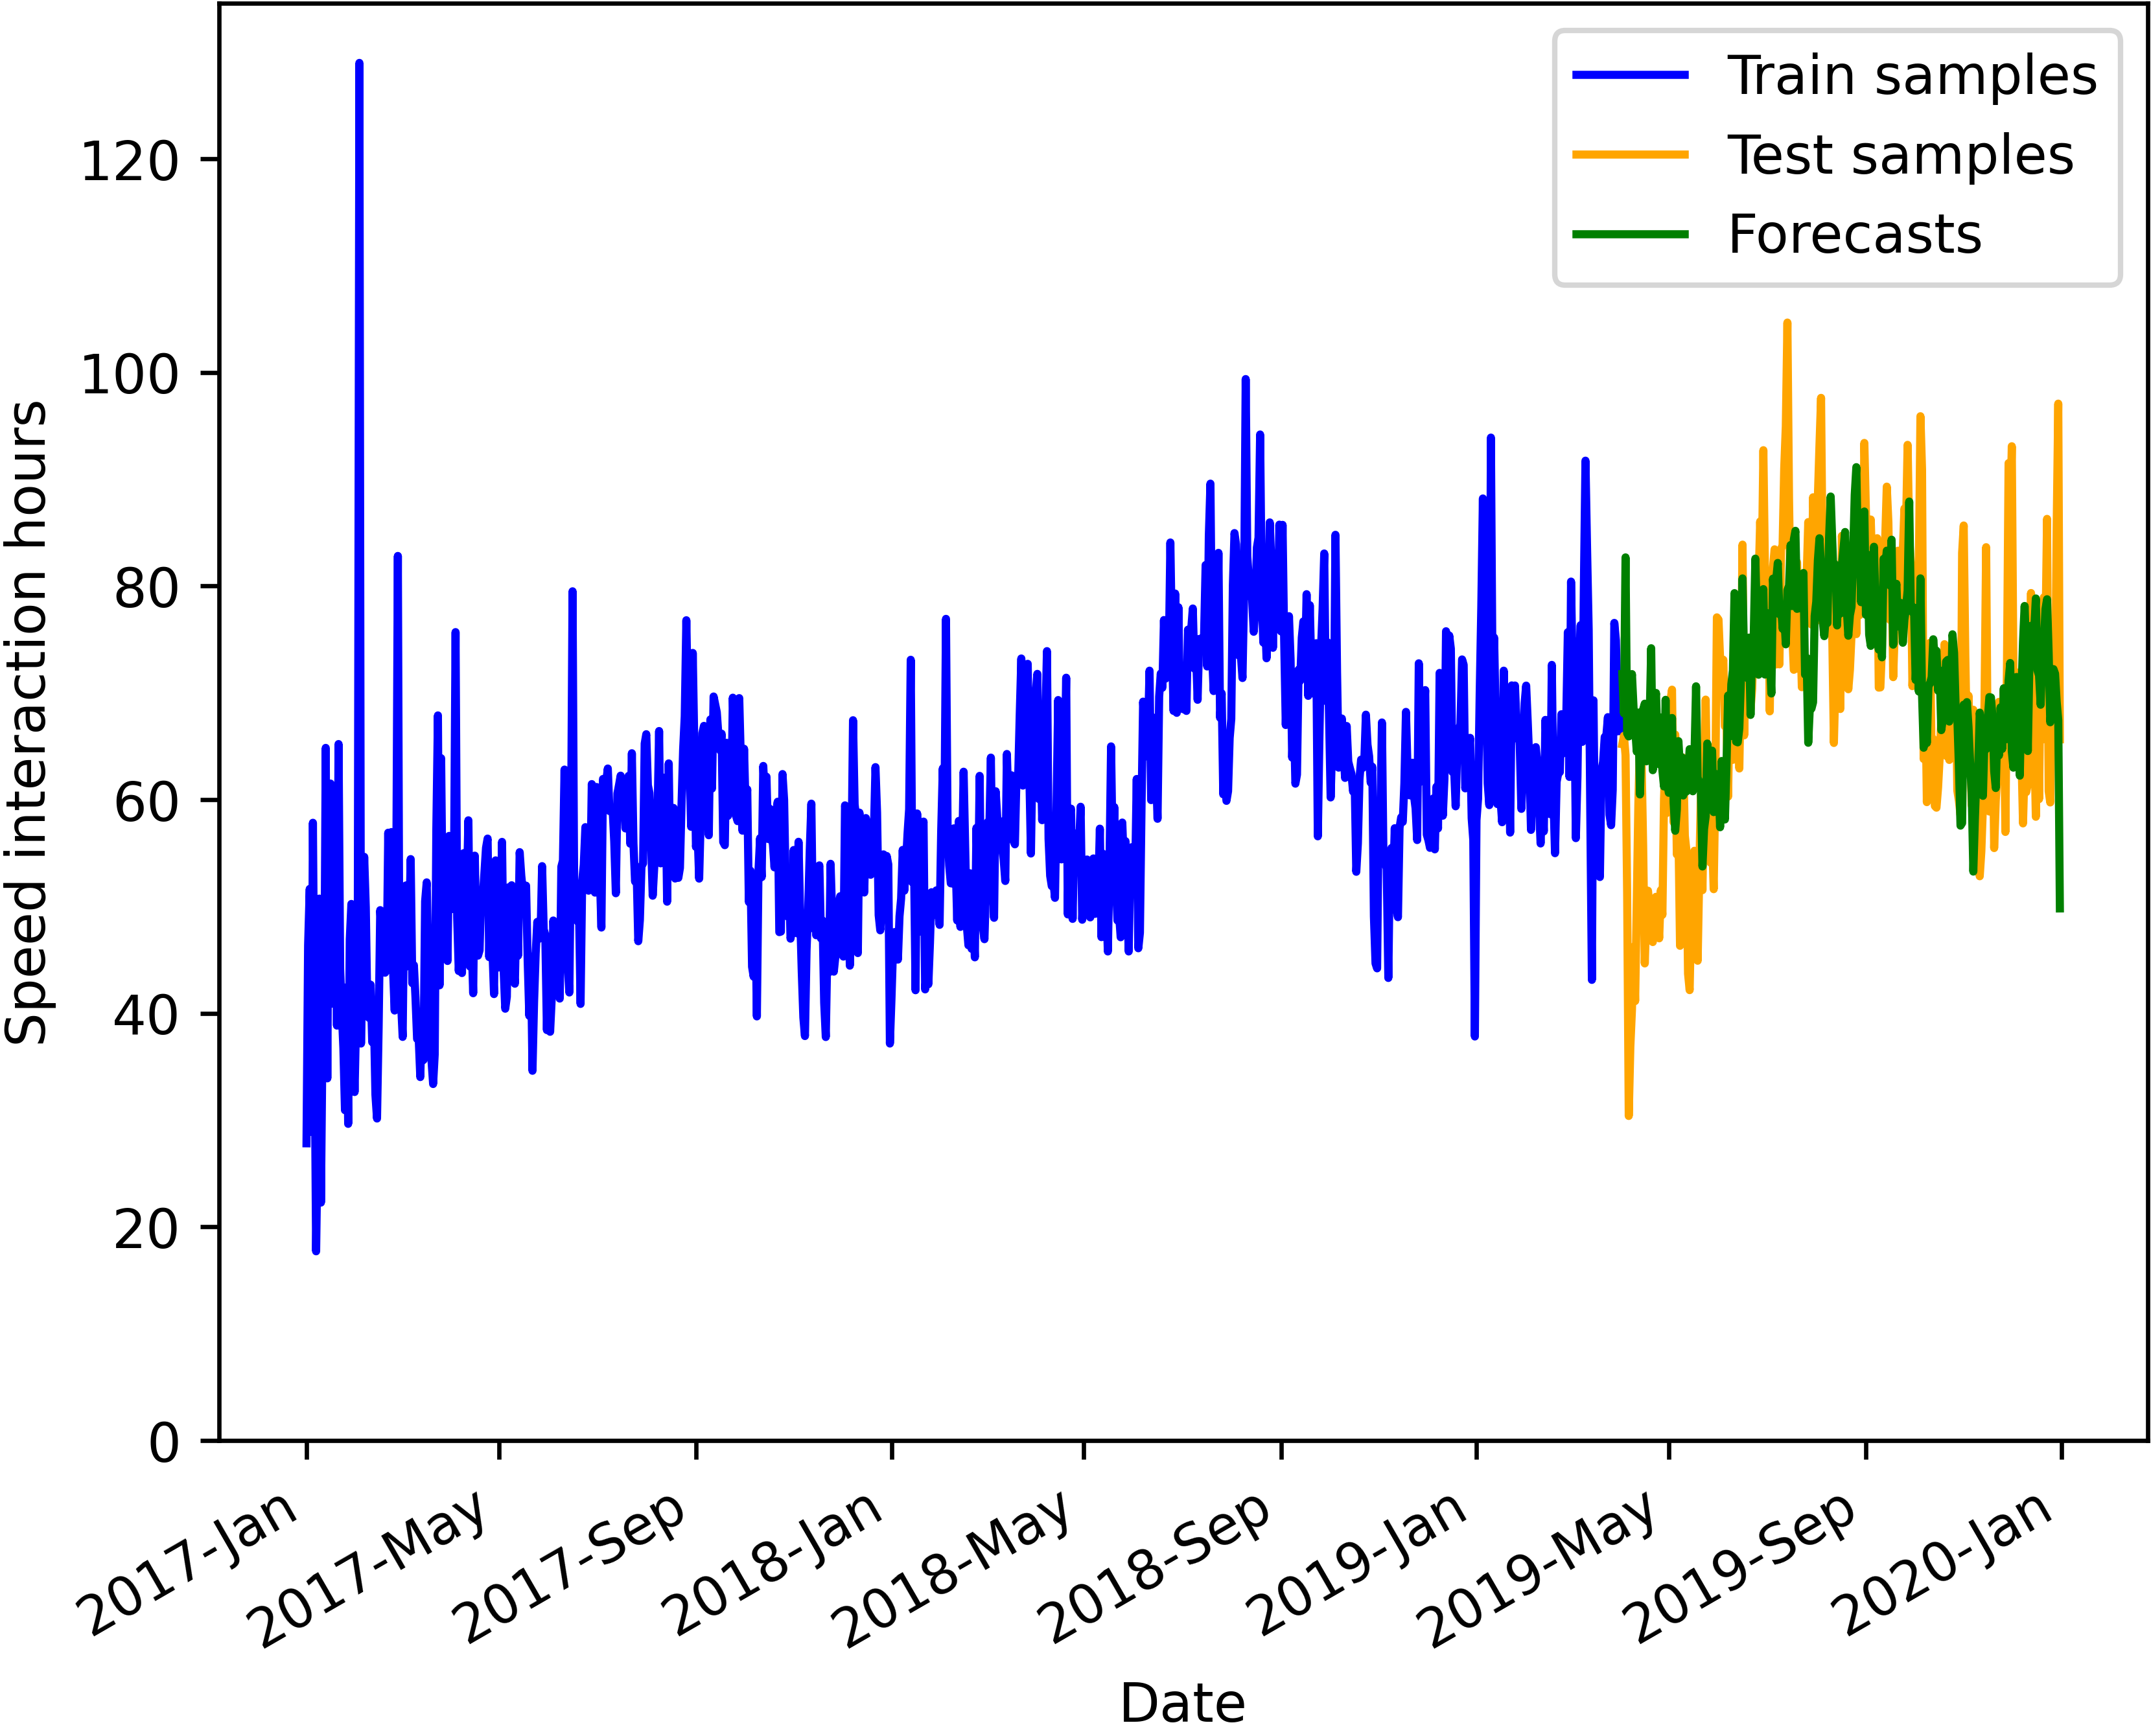 Train samples
Test samples
Forecasts
120
100
80
60
40
20
0
Speed interaction hours
2017-Jan
2017-May
2017-Sep
2018-Jan
2018-May
2018-Sep
2019-Jan
2019-May
2019-Sep
2020-Jan
Date